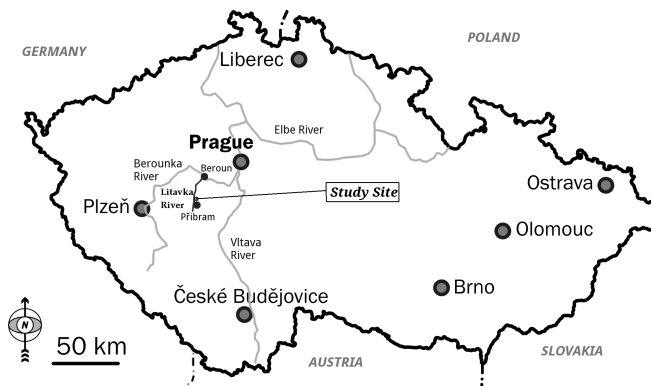 GERMANY
POLAND
Liberec
Elbe River
Prague
Berounka
River
Beroun
Litavka
River
Study Site
Ostrava
Plzeň
Přibram
Olomouc
Vltava
River
České Budějovice
Brno
N
50 km
AUSTRIA
SLOVAKIA